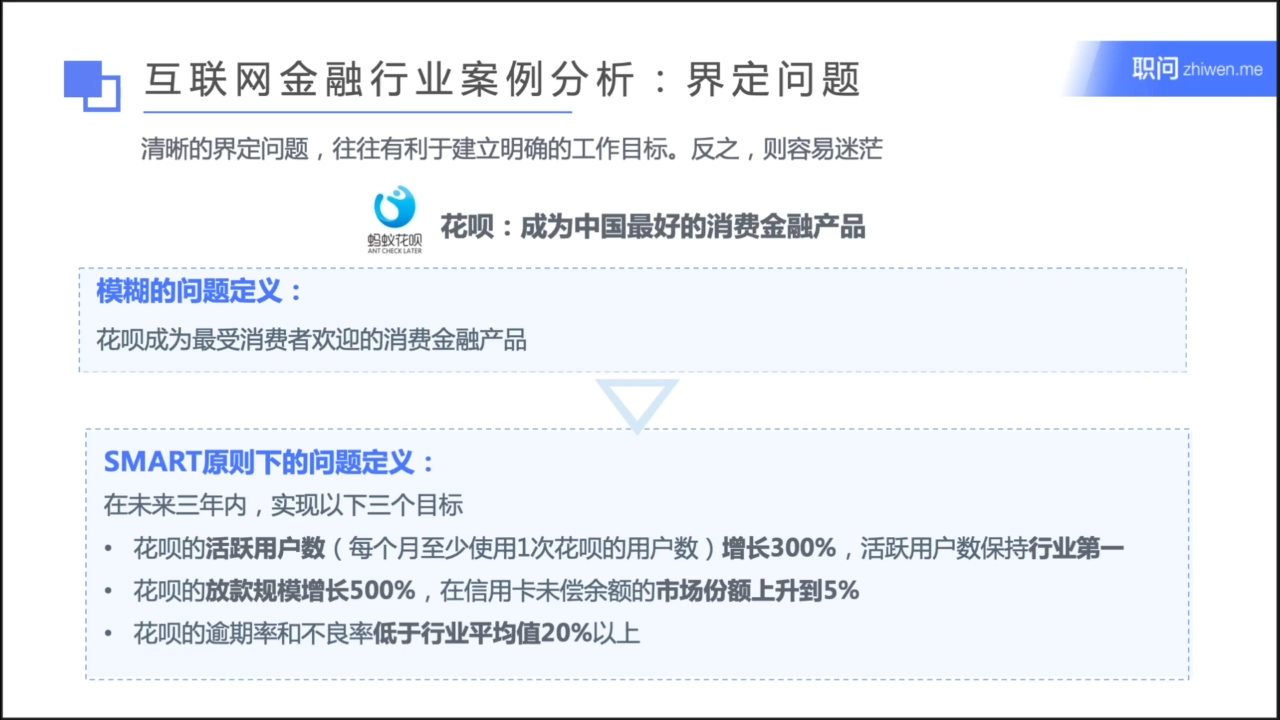 互联网金融行业案例分析：界定问题
职问 zhiwen.me
清晰的界定问题，往往有利于建立明确的工作目标。反之，则容易迷茫
蚂蚁花呗
ANT CHECK LATER
花呗：成为中国最好的消费金融产品
模糊的问题定义：
花呗成为最受消费者欢迎的消费金融产品
SMART原则下的问题定义：
在未来三年内，实现以下三个目标
• 花呗的活跃用户数（每个月至少使用1次花呗的用户数）增长300%，活跃用户数保持行业第一
• 花呗的放款规模增长500%，在信用卡未偿余额的市场份额上升到5%
• 花呗的逾期率和不良率低于行业平均值20%以上